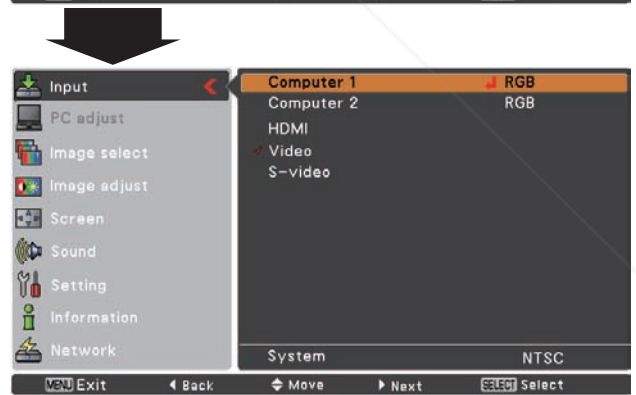 Input
PC adjust
Image select
Image adjust
Screen
Sound
Setting
Information
Network
Computer 1 RGB
Computer 2 RGB
HDMI
Video
S-video
System NTSC
MENU Exit Back Move Next SELECT Select